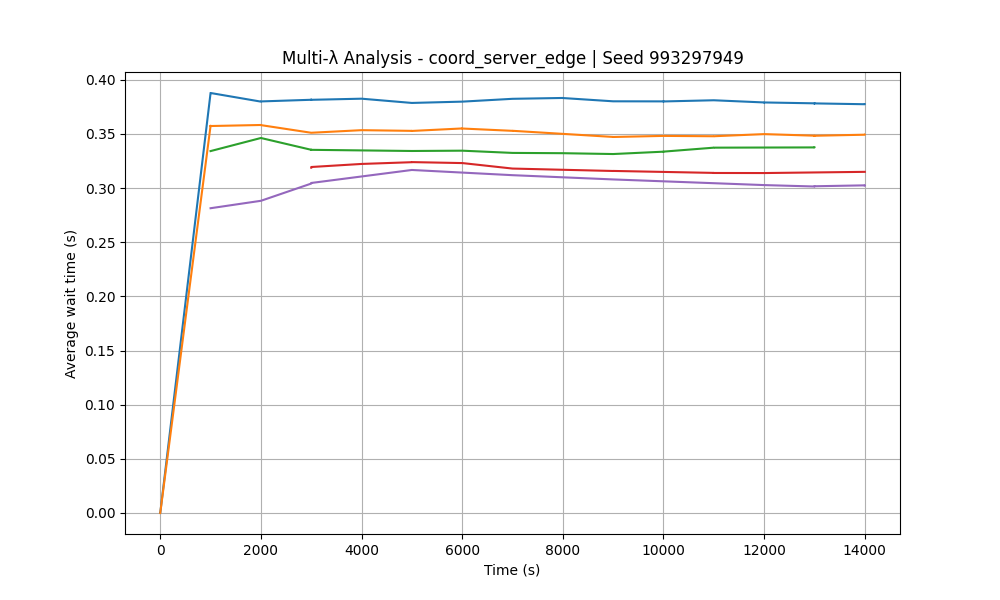 Multi-λ Analysis - coord_server_edge | Seed 993297949
Average wait time (s)
0.40
0.35
0.30
0.25
0.20
0.15
0.10
0.05
0.00
0 2000 4000 6000 8000 10000 12000 14000
Time (s)